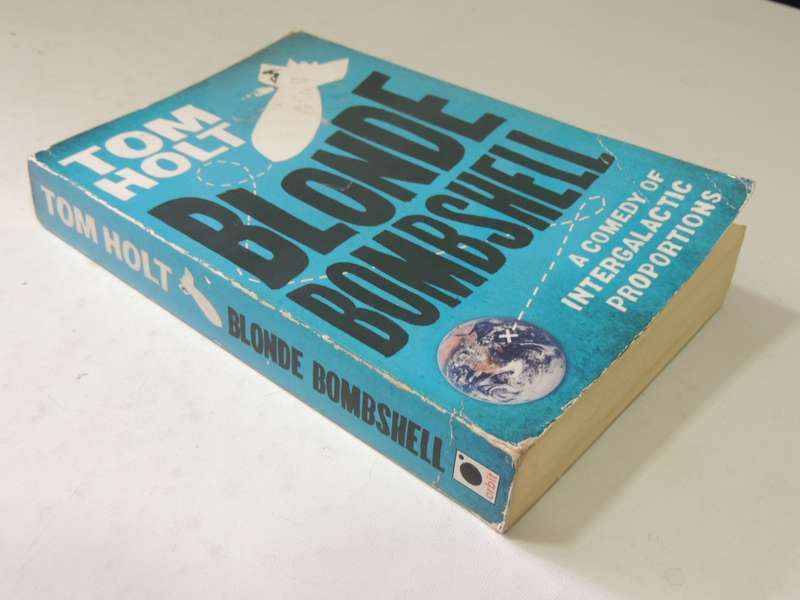 TOM
HOLT
BLONDE
BOMBSHELL
A COMEDY OF
INTERGALACTIC
PROPORTIONS
TOM HOLT
BLONDE BOMBSHELL
orbit